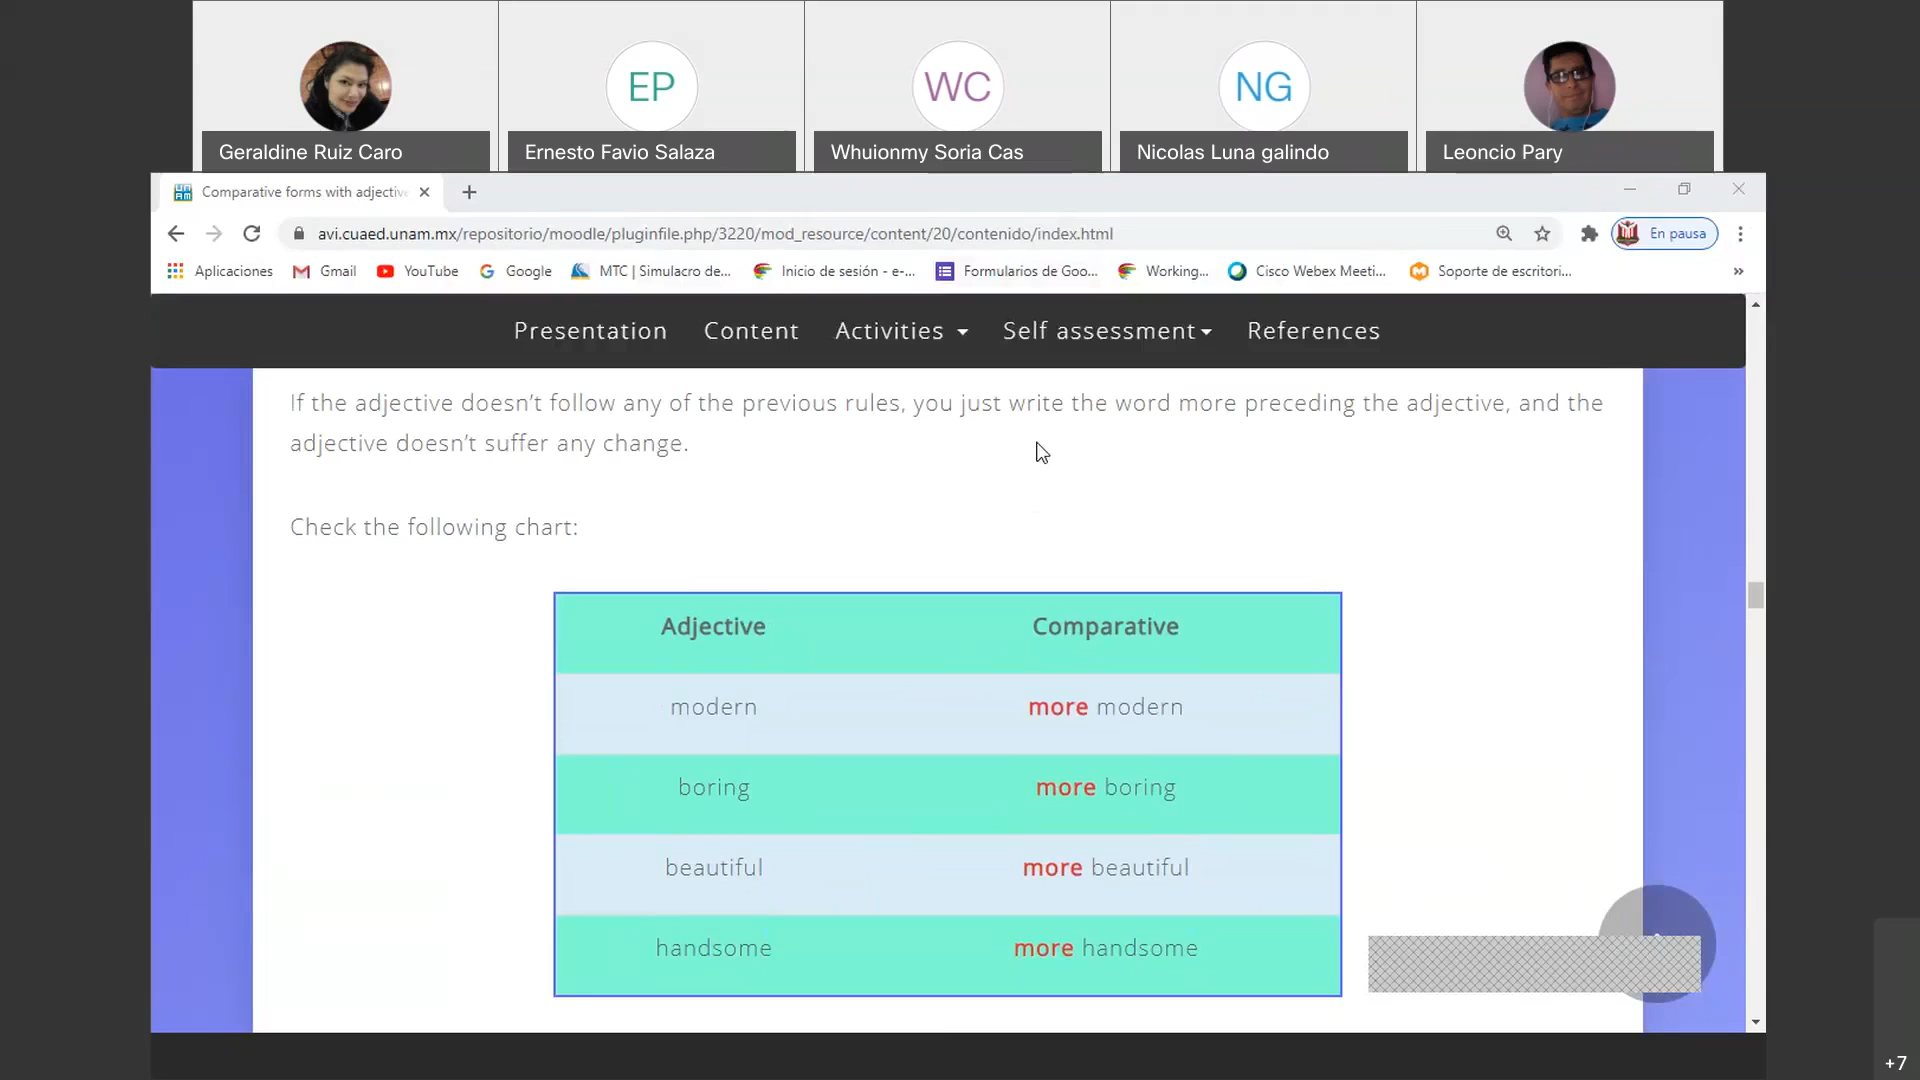 EP
WC
NG
Geraldine Ruiz Caro
Ernesto Favio Salaza
Whuionmy Soria Cas
Nicolas Luna galindo
Leoncio Pary
Comparative forms with adjective
avi.cuaed.unam.mx/repositorio/moodle/pluginfile.php/3220/mod_resource/content/20/contenido/index.html
En pausa
Aplicaciones
Gmail
YouTube
Google
MTC | Simulacro de...
Inicio de sesión - e-...
Formularios de Goo...
Working...
Cisco Webex Meeti...
Soporte de escritori...
»
Presentation
Content
Activities
Self assessment
References
If the adjective doesn't follow any of the previous rules, you just write the word more preceding the adjective, and the
adjective doesn't suffer any change.
Check the following chart:
Adjective Comparative
modern more modern
boring more boring
beautiful more beautiful
handsome more handsome
+7